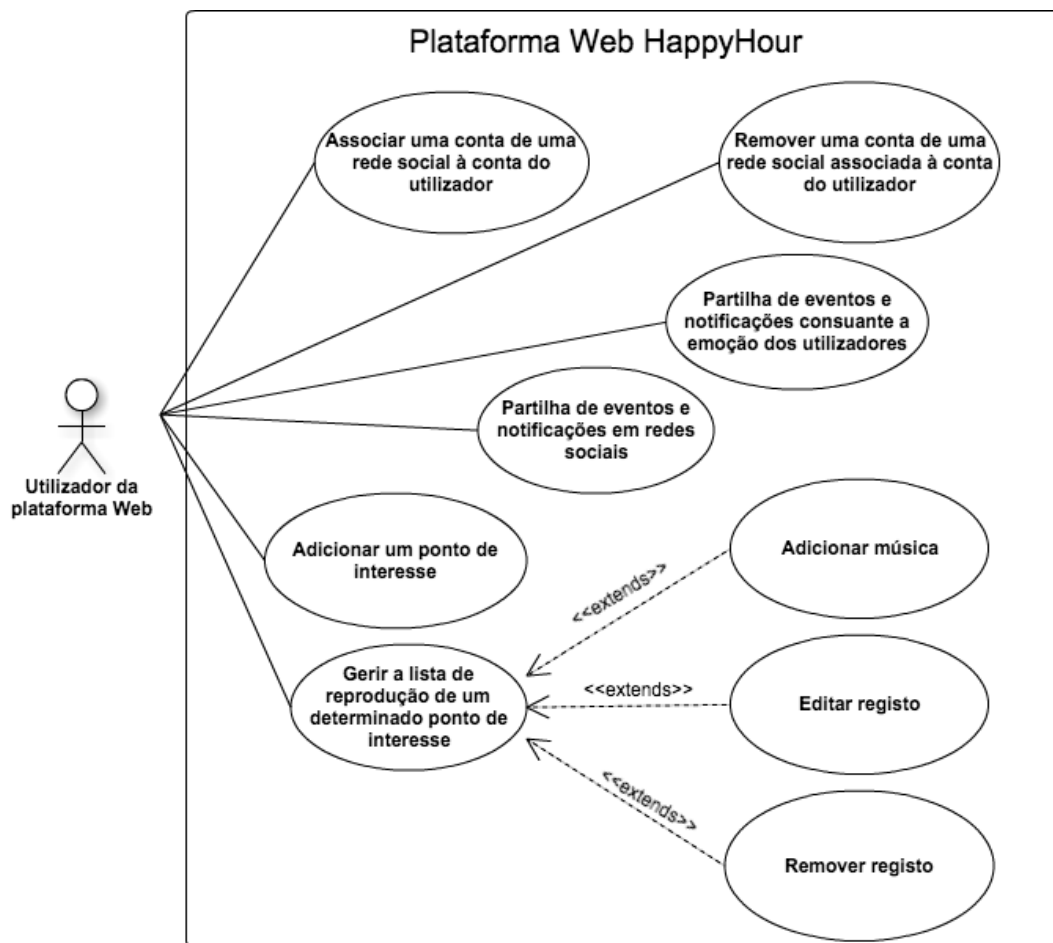 Plataforma Web HappyHour
Associar uma conta de uma
rede social à conta do
utilizador
Remover uma conta de uma
rede social associada à conta
do utilizador
Partilha de eventos e
notificações consuante a
emoção dos utilizadores
Partilha de eventos e
notificações em redes
sociais
Utilizador da
plataforma Web
Adicionar um ponto de
interesse
Adicionar música
<<extends>>
Gerir a lista de
reprodução de um
determinado ponto de
interesse
<<extends>>
Editar registo
<<extends>>
Remover registo